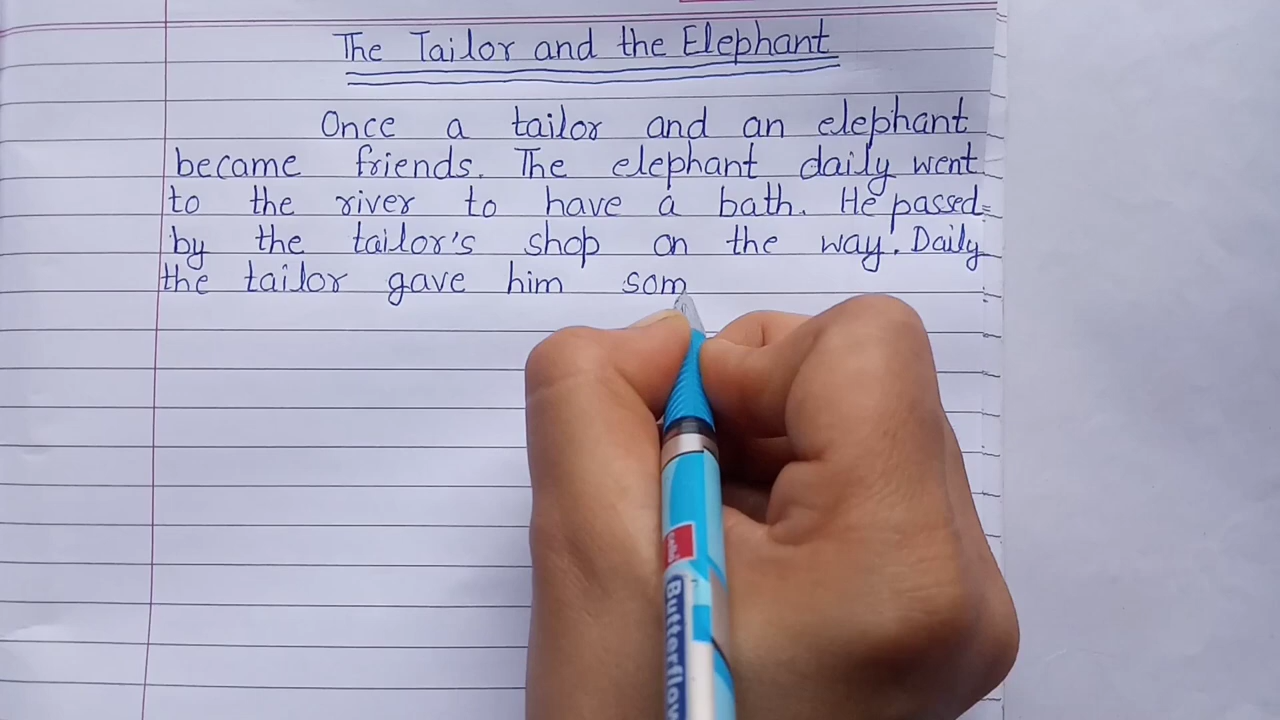 The Tailor and the Elephant
Once a tailor and an elephant
became friends. The elephant daily went
to the river to have a bath. He passed
by the tailor's shop on the way. Daily
the tailor gave him som
cello
Butterflow